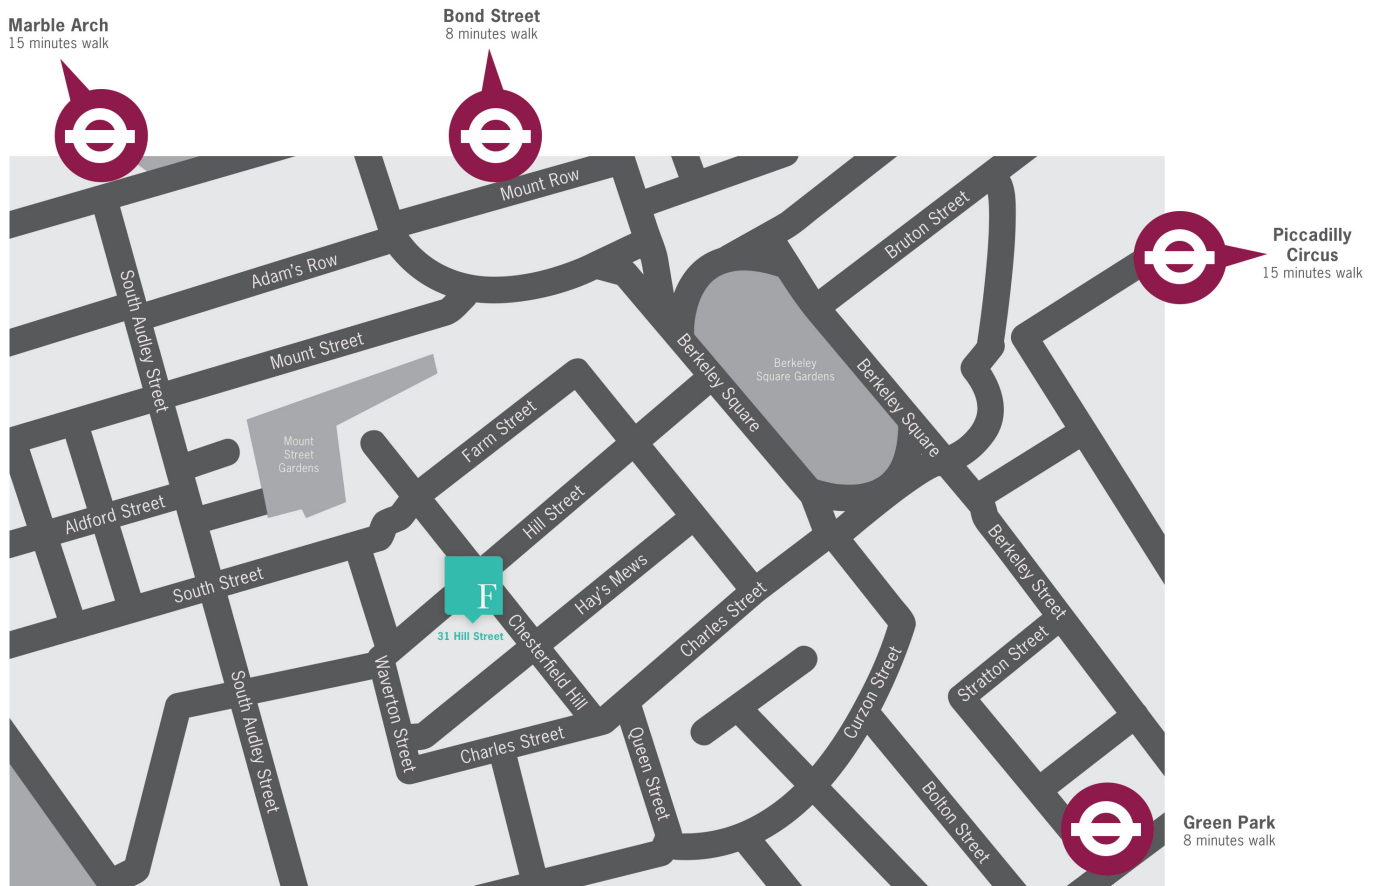 Marble Arch
15 minutes walk
Bond Street
8 minutes walk
Piccadilly
Circus
15 minutes walk
Mount Row
Bruton Street
Adam's Row
South Audley Street
Mount Street
Berkeley Square
Berkeley
Square Gardens
Berkeley Square
Farm Street
Mount
Street
Gardens
Hill Street
Aldford Street
South Street
Hay's Mews
Berkeley Street
F
31 Hill Street
Chesterfield Hill
Charles Street
Stratton Street
Curzon Street
Waverton Street
South Audley Street
Charles Street
Queen Street
Bolton Street
Green Park
8 minutes walk